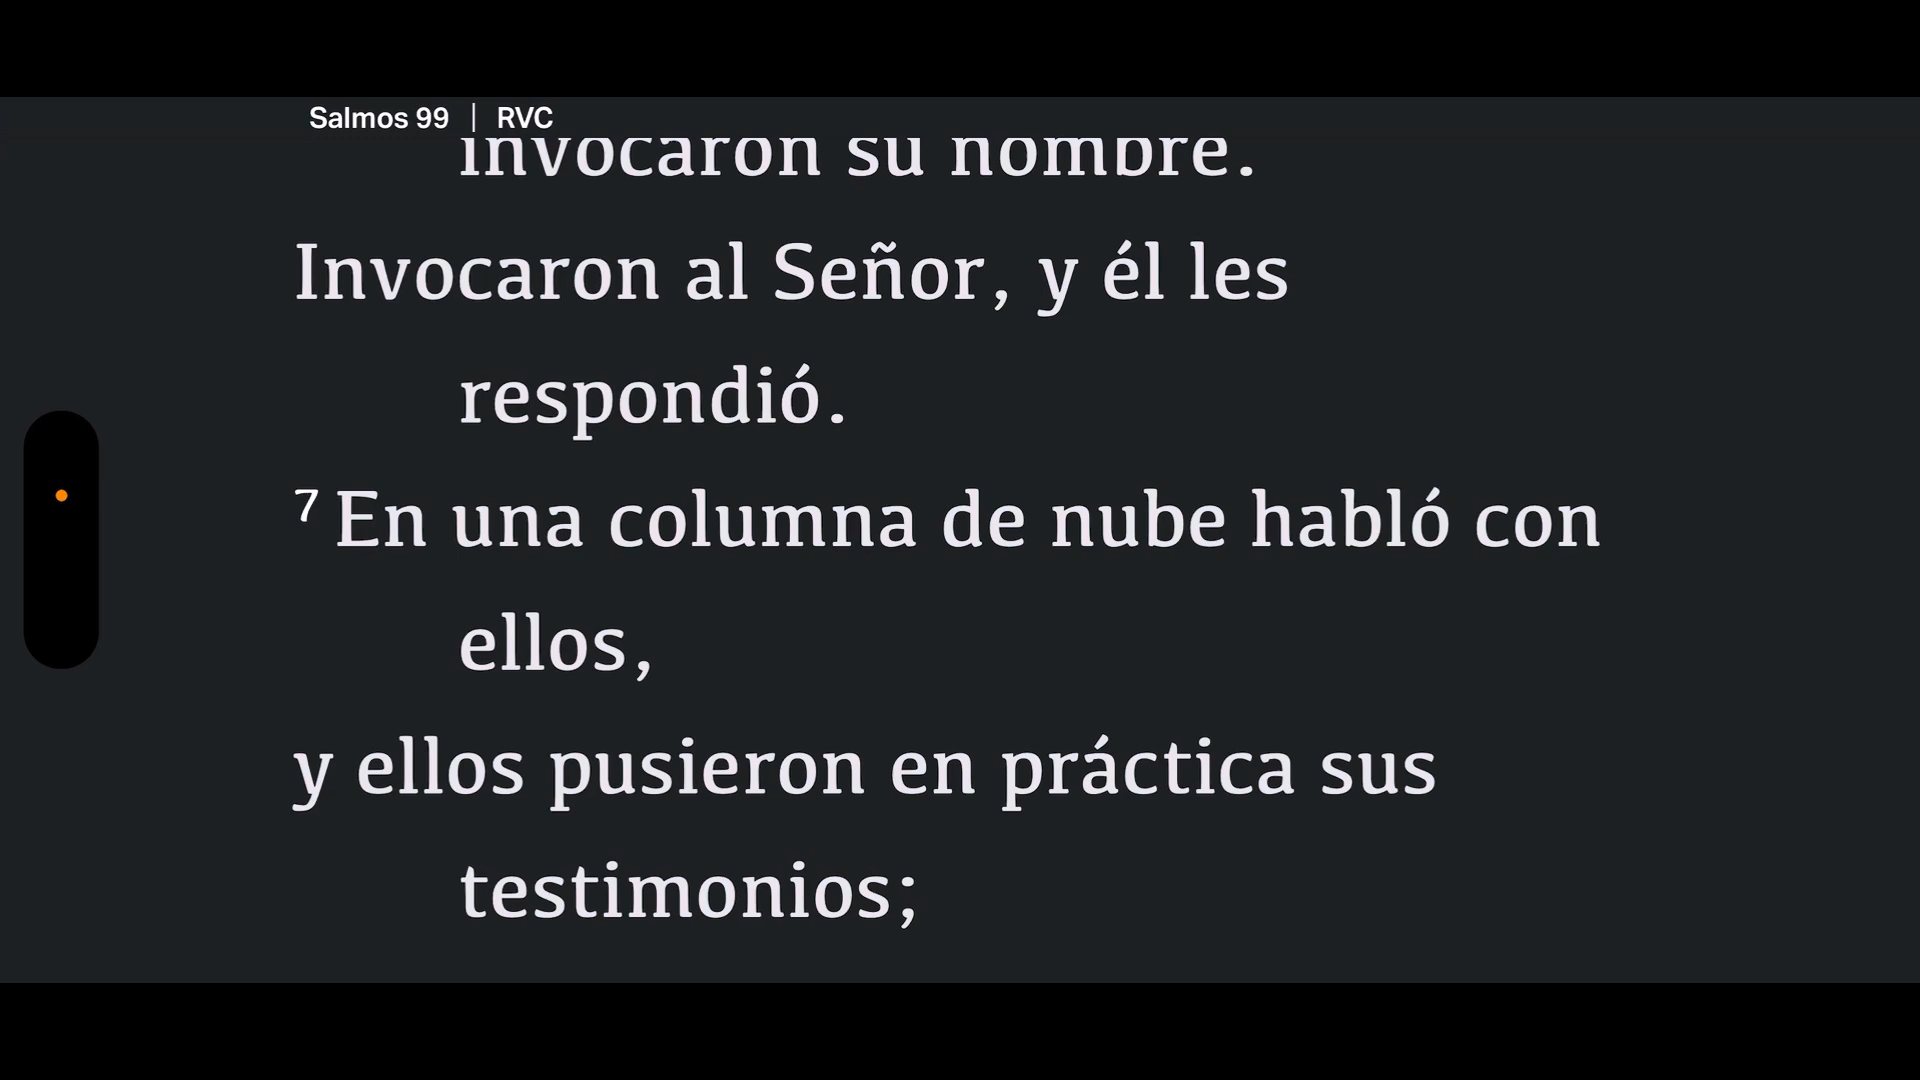 Salmos 99 | RVC
invocaron su nombre.
Invocaron al Señor, y él les
respondió.
7 En una columna de nube habló con
ellos,
y ellos pusieron en práctica sus
testimonios;